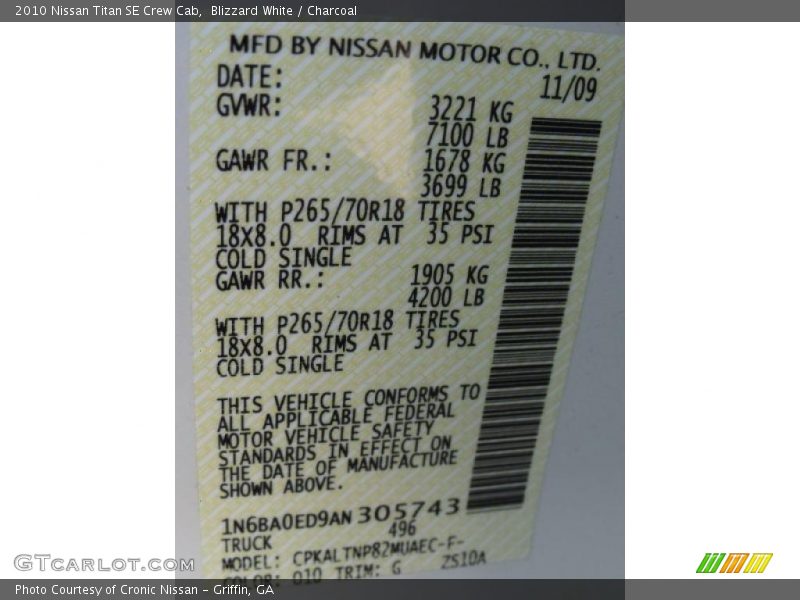 2010 Nissan Titan SE Crew Cab, Blizzard White / Charcoal
MFD BY NISSAN MOTOR CO., LTD.
DATE: 11/09
GVWR: 3221 KG
7100 LB
GAWR FR.: 1678 KG
3699 LB
WITH P265/70R18 TIRES
18X8.0 RIMS AT 35 PSI
COLD SINGLE
GAWR RR.: 1905 KG
4200 LB
WITH P265/70R18 TIRES
18X8.0 RIMS AT 35 PSI
COLD SINGLE
THIS VEHICLE CONFORMS TO
ALL APPLICABLE FEDERAL
MOTOR VEHICLE SAFETY
STANDARDS IN EFFECT ON
THE DATE OF MANUFACTURE
SHOWN ABOVE.
1N6BA0ED9AN305743
TRUCK 496
MODEL: CPKALTNP82MUAEC-F-
COLOR: 010 TRIM: G ZS10A
GTCarLot.com
Photo Courtesy of Cronic Nissan - Griffin, GA